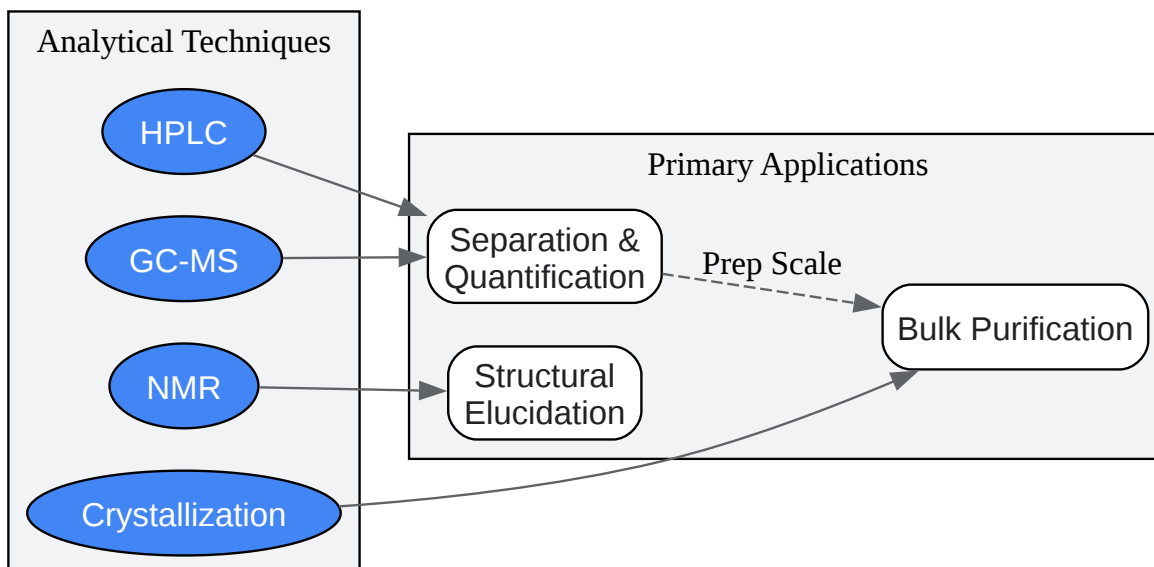 Analytical Techniques
HPLC
GC-MS
NMR
Crystallization
Primary Applications
Separation &
Quantification
Prep Scale
Bulk Purification
Structural
Elucidation